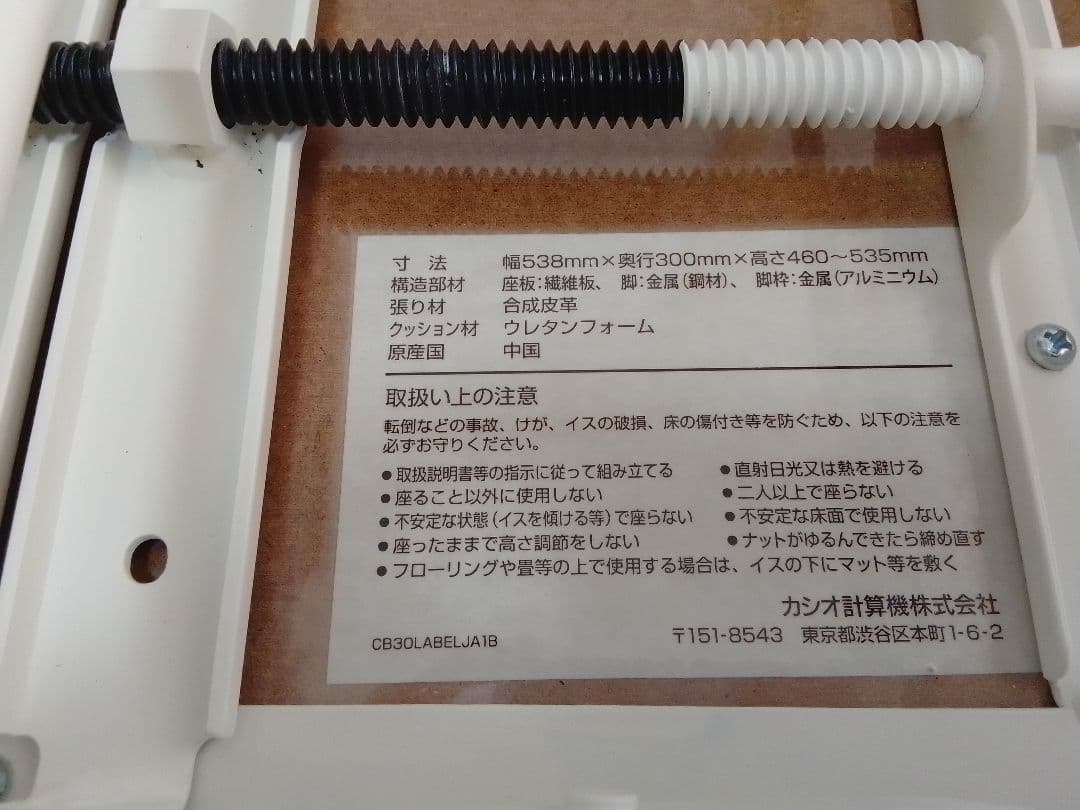 寸 法 幅538mm×奥行300mm×高さ460～535mm
構造部材 座板:繊維板、 脚:金属(鋼材)、 脚枠:金属(アルミニウム)
張り材 合成皮革
クッション材 ウレタンフォーム
原産国 中国
取扱い上の注意
転倒などの事故、けが、イスの破損、床の傷付き等を防ぐため、以下の注意を
必ずお守りください。
●取扱説明書等の指示に従って組み立てる ●直射日光又は熱を避ける
●座ること以外に使用しない ●二人以上で座らない
●不安定な状態(イスを傾ける等)で座らない ●不安定な床面で使用しない
●座ったままで高さ調節をしない ●ナットがゆるんできたら締め直す
●フローリングや畳等の上で使用する場合は、イスの下にマット等を敷く
カシオ計算機株式会社
CB30LABELJA1B 〒151-8543 東京都渋谷区本町1-6-2